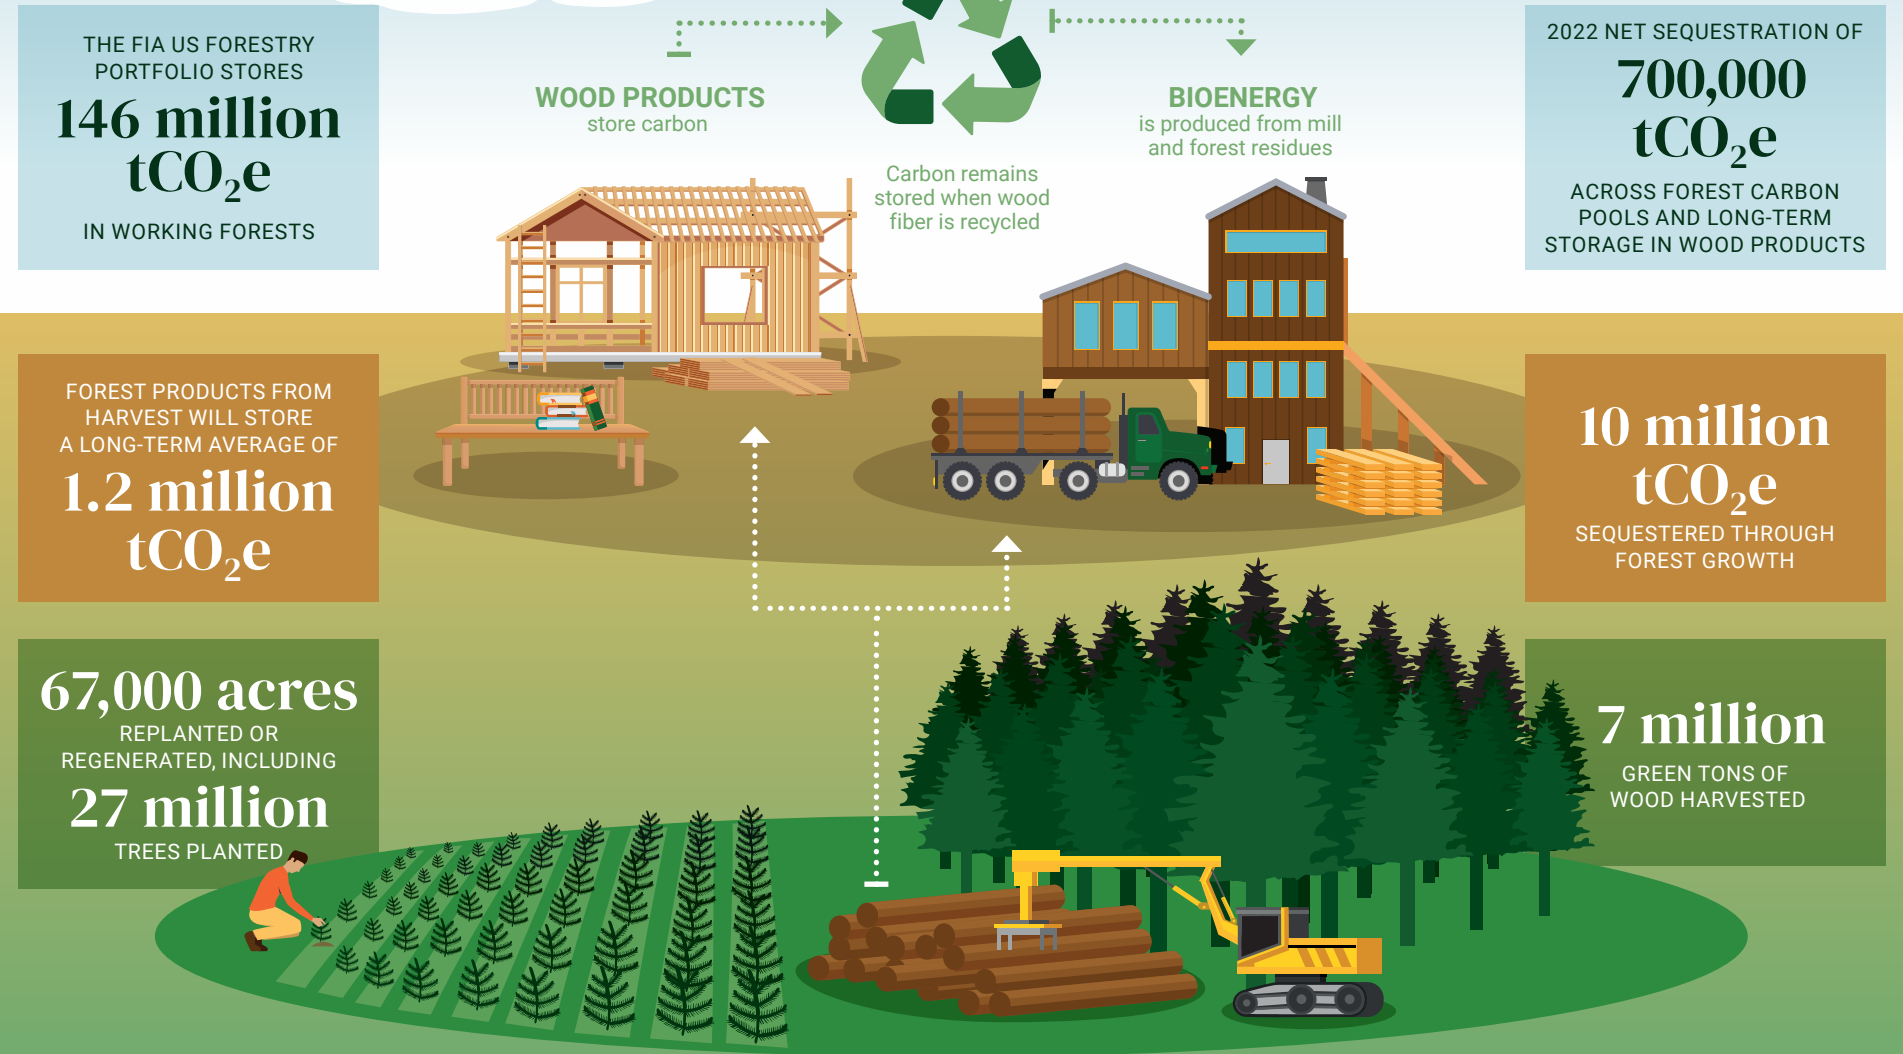 THE FIA US FORESTRY
PORTFOLIO STORES
146 million
tCO₂e
IN WORKING FORESTS
WOOD PRODUCTS
store carbon
Carbon remains
stored when wood
fiber is recycled
BIOENERGY
is produced from mill
and forest residues
2022 NET SEQUESTRATION OF
700,000
tCO₂e
ACROSS FOREST CARBON
POOLS AND LONG-TERM
STORAGE IN WOOD PRODUCTS
FOREST PRODUCTS FROM
HARVEST WILL STORE
A LONG-TERM AVERAGE OF
1.2 million
tCO₂e
10 million
tCO₂e
SEQUESTERED THROUGH
FOREST GROWTH
67,000 acres
REPLANTED OR
REGENERATED, INCLUDING
27 million
TREES PLANTED
7 million
GREEN TONS OF
WOOD HARVESTED